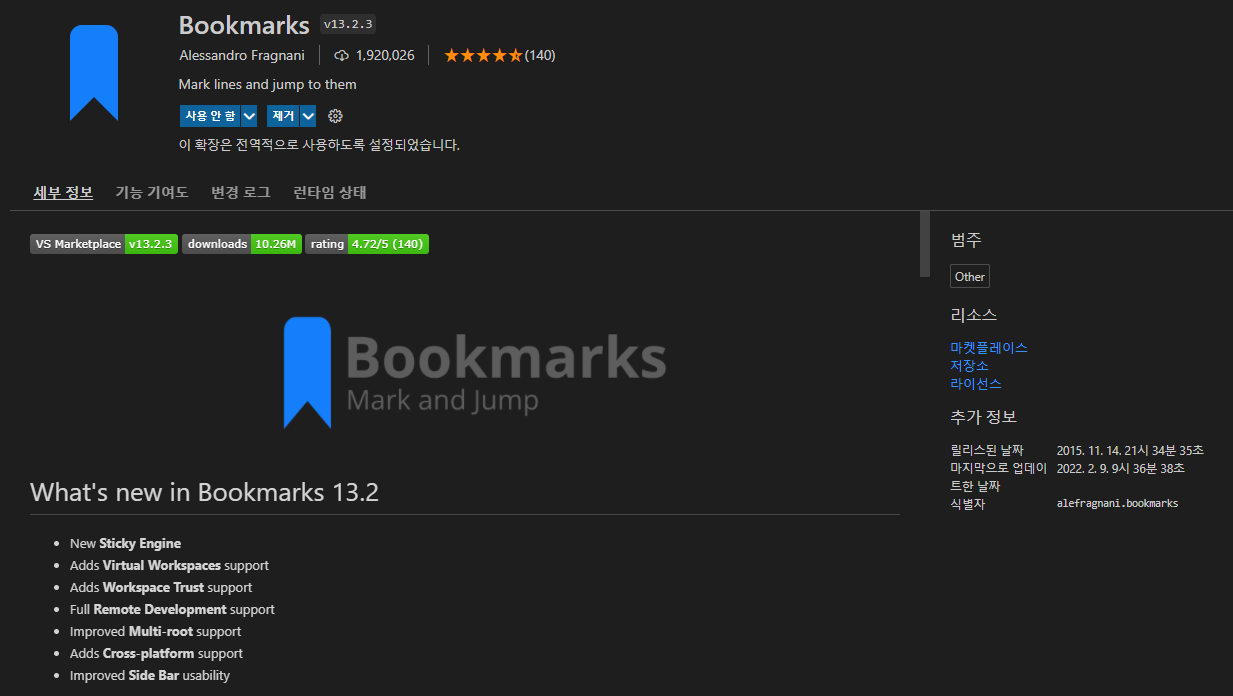 Bookmarks v13.2.3
Alessandro Fragnani 1,920,026 (140)
Mark lines and jump to them
사용 안 함 제거
이 확장은 전역적으로 사용하도록 설정되었습니다.
세부 정보 기능 기여도 변경 로그 런타임 상태
VS Marketplace v13.2.3 downloads 10.26M rating 4.72/5 (140)
Bookmarks
Mark and Jump
What's new in Bookmarks 13.2
• New Sticky Engine
• Adds Virtual Workspaces support
• Adds Workspace Trust support
• Full Remote Development support
• Improved Multi-root support
• Adds Cross-platform support
• Improved Side Bar usability
범주
Other
리소스
마켓플레이스
저장소
라이선스
추가 정보
릴리스된 날짜 2015. 11. 14. 21시 34분 35초
마지막으로 업데이 2022. 2. 9. 9시 36분 38초
트한 날짜
식별자 alefragnani.bookmarks